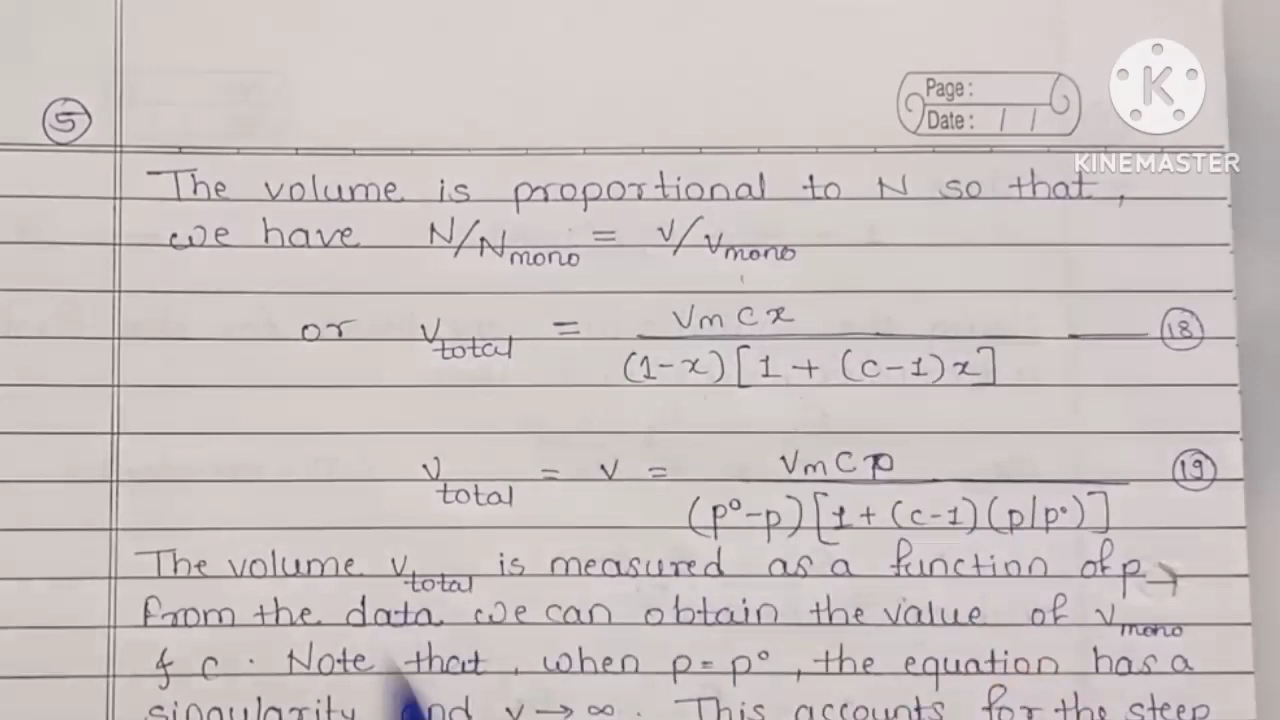 Page :
Date : / /
KINEMASTER
5
The volume is proportional to N so that,
we have N/Nmono = v/vmono
or vtotal = vm c x / (1-x)[1 + (c-1)x] 18
vtotal = v = vm c p / (p°-p)[1 + (c-1)(p/p°)] 19
The volume vtotal is measured as a function of p →
from the data we can obtain the value of vmono
& c. Note that, when p = p°, the equation has a
singularity and v → ∞. This accounts for the steep